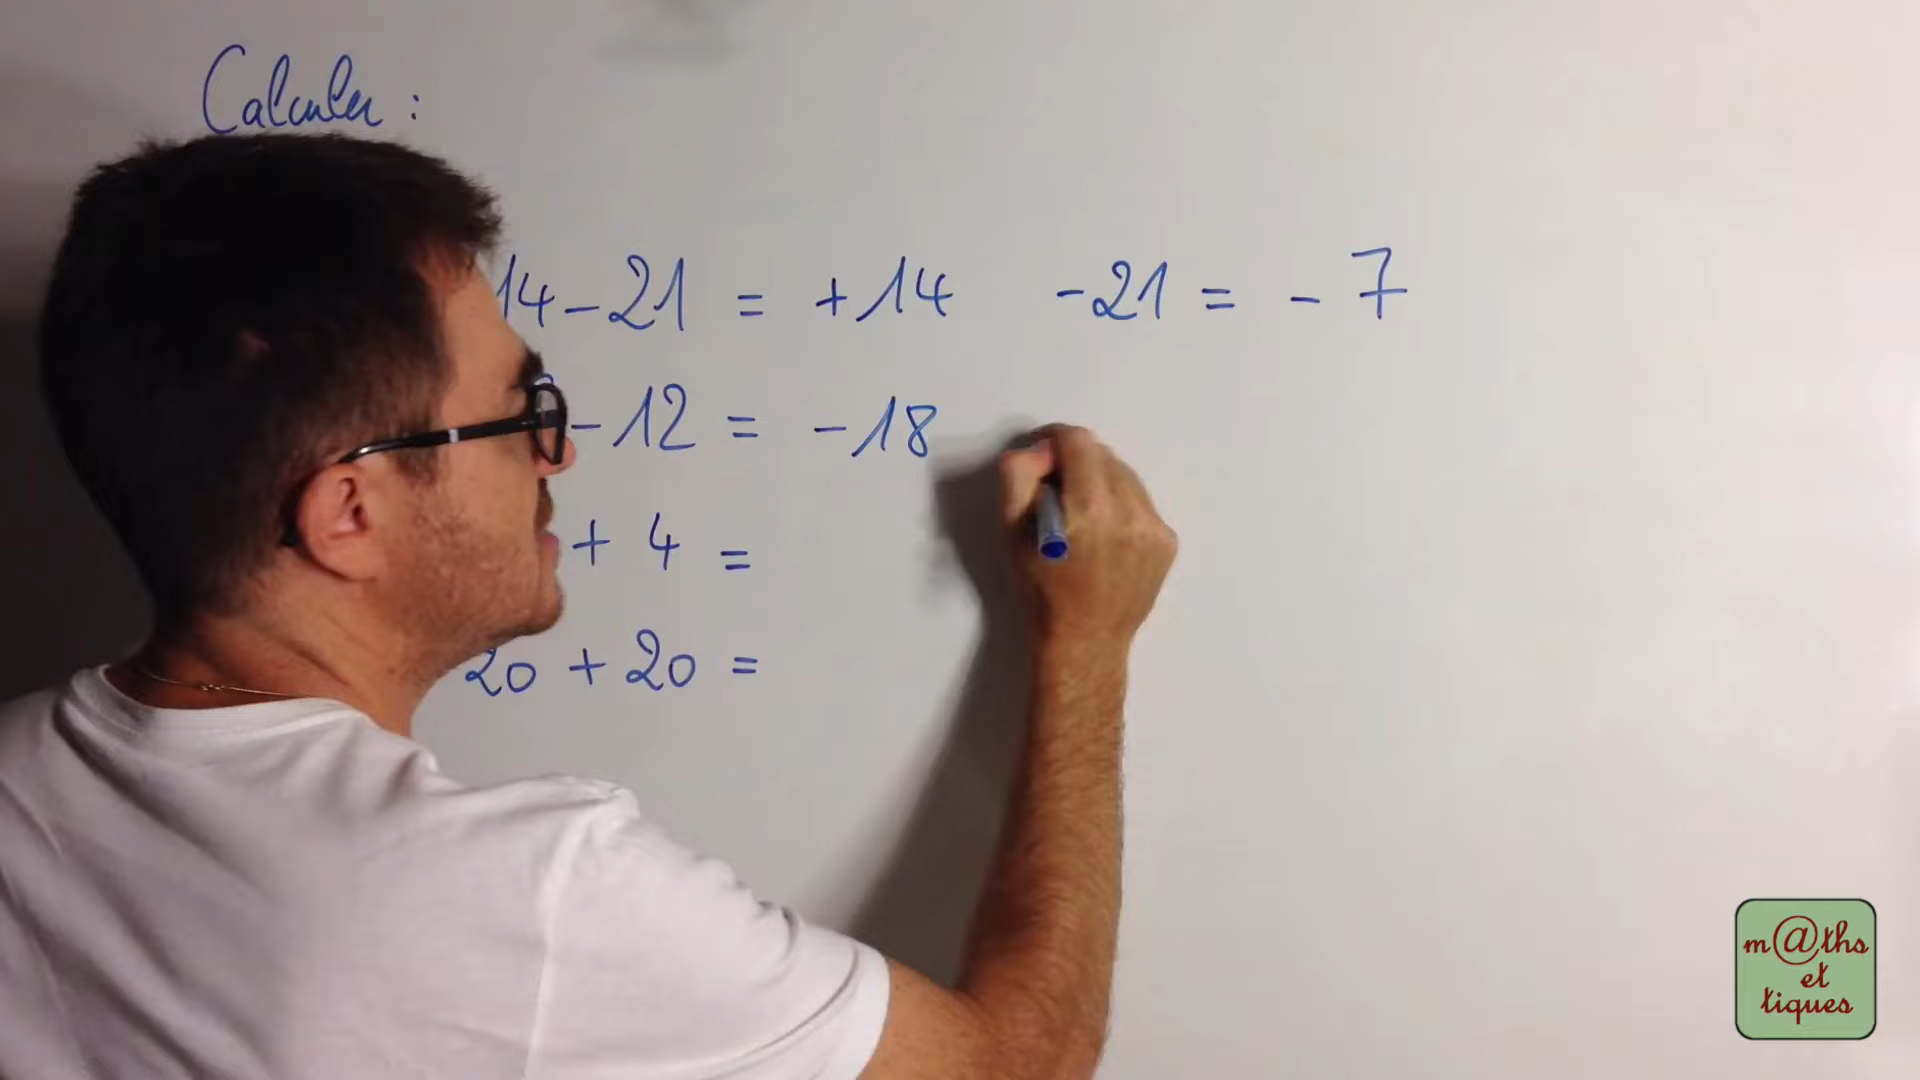 Calculer :
14 - 21 = +14 -21 = - 7
- 12 = -18
+ 4 =
20 + 20 =
m@ths
et
tiques